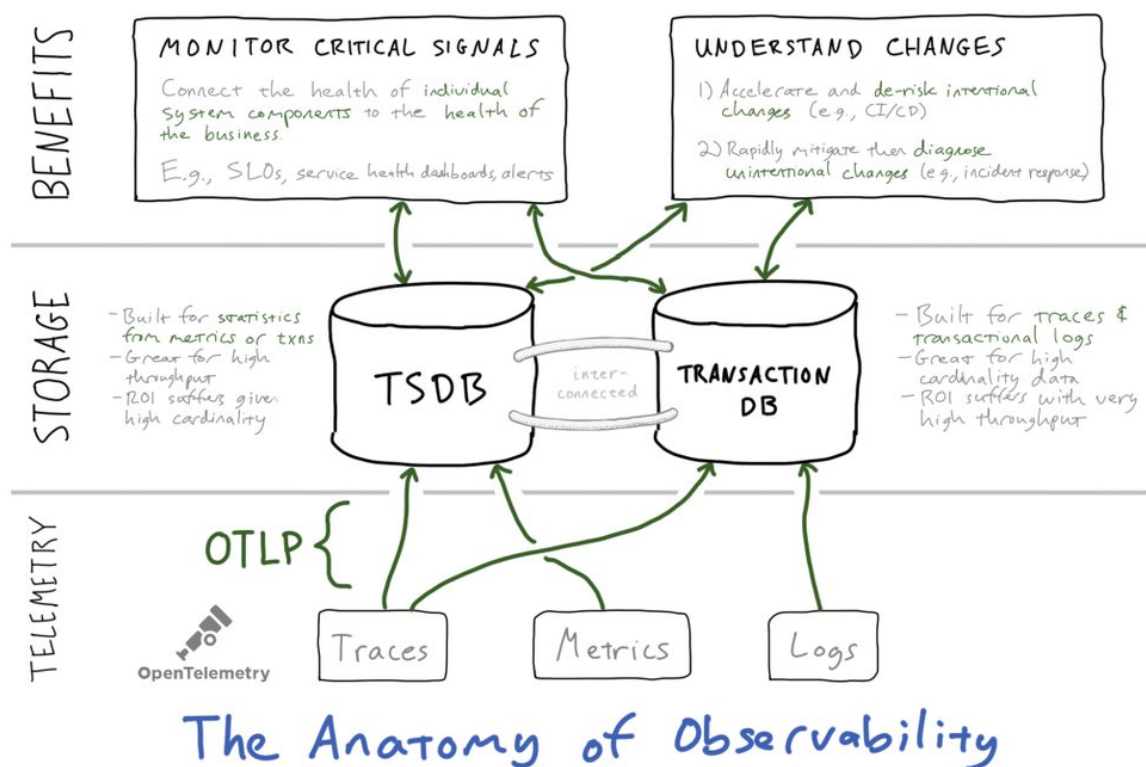 BENEFITS
MONITOR CRITICAL SIGNALS
Connect the health of individual
system components to the health of
the business.
E.g., SLOs, service health dashboards, alerts
UNDERSTAND CHANGES
1) Accelerate and de-risk intentional
changes (e.g., CI/CD)
2) Rapidly mitigate then diagnose
unintentional changes (e.g., incident response)
STORAGE
- Built for statistics
from metrics or txns
- Great for high
throughput
- ROI suffers given
high cardinality
TSDB
inter-
connected
TRANSACTION
DB
- Built for traces &
transactional logs
- Great for high
cardinality data
- ROI suffers with very
high throughput
TELEMETRY
OTLP
OpenTelemetry
Traces
Metrics
Logs
The Anatomy of Observability